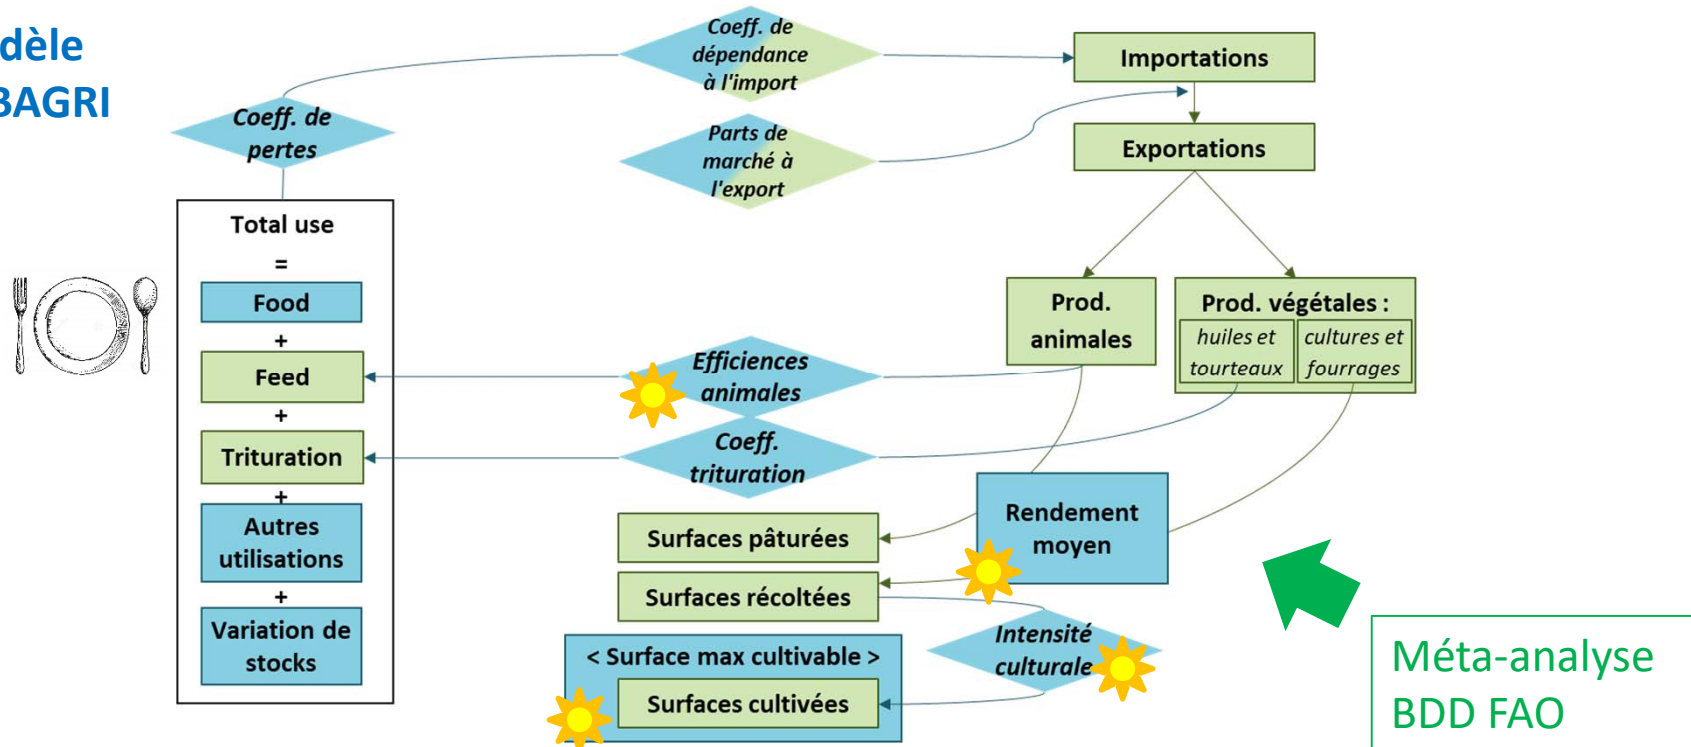 dèle
BAGRI
Coeff. de
dépendance
à l'import
Importations
Coeff. de
pertes
Parts de
marché à
l'export
Exportations
Total use
=
Food
+
Feed
+
Trituration
+
Autres
utilisations
+
Variation de
stocks
Prod.
animales
Prod. végétales :
huiles et
tourteaux
cultures et
fourrages
Efficiences
animales
Coeff.
trituration
Rendement
moyen
Surfaces pâturées
Surfaces récoltées
Intensité
culturale
< Surface max cultivable >
Surfaces cultivées
Méta-analyse
BDD FAO